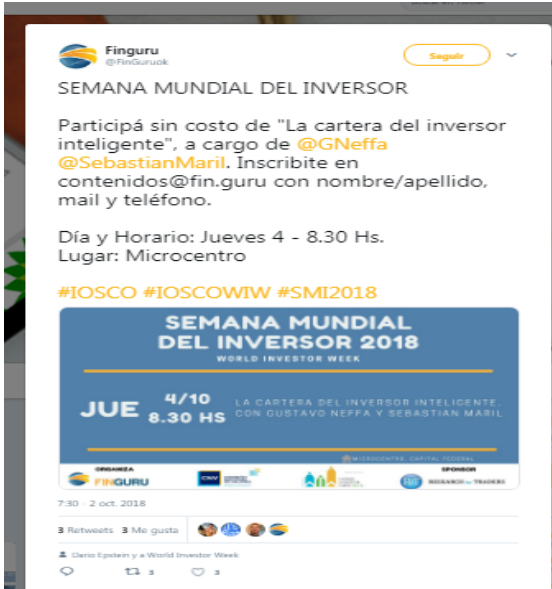 Finguru
@FinGuruok
Seguir
SEMANA MUNDIAL DEL INVERSOR
Participá sin costo de "La cartera del inversor
inteligente", a cargo de @GNeffa
@SebastianMaril. Inscribite en
contenidos@fin.guru con nombre/apellido,
mail y teléfono.
Día y Horario: Jueves 4 - 8.30 Hs.
Lugar: Microcentro
#IOSCO #IOSCOWIW #SMI2018
SEMANA MUNDIAL
DEL INVERSOR 2018
WORLD INVESTOR WEEK
JUE 4/10
8.30 HS
LA CARTERA DEL INVERSOR INTELIGENTE.
CON GUSTAVO NEFFA Y SEBASTIAN MARIL
@MICROCENTRO, CAPITAL FEDERAL
ORGANIZA
FINGURU
CNV
SPONSOR
RESEARCH for TRADERS
7:30 - 2 oct. 2018
3 Retweets 3 Me gusta
Dario Epstein y a World Investor Week
3 3